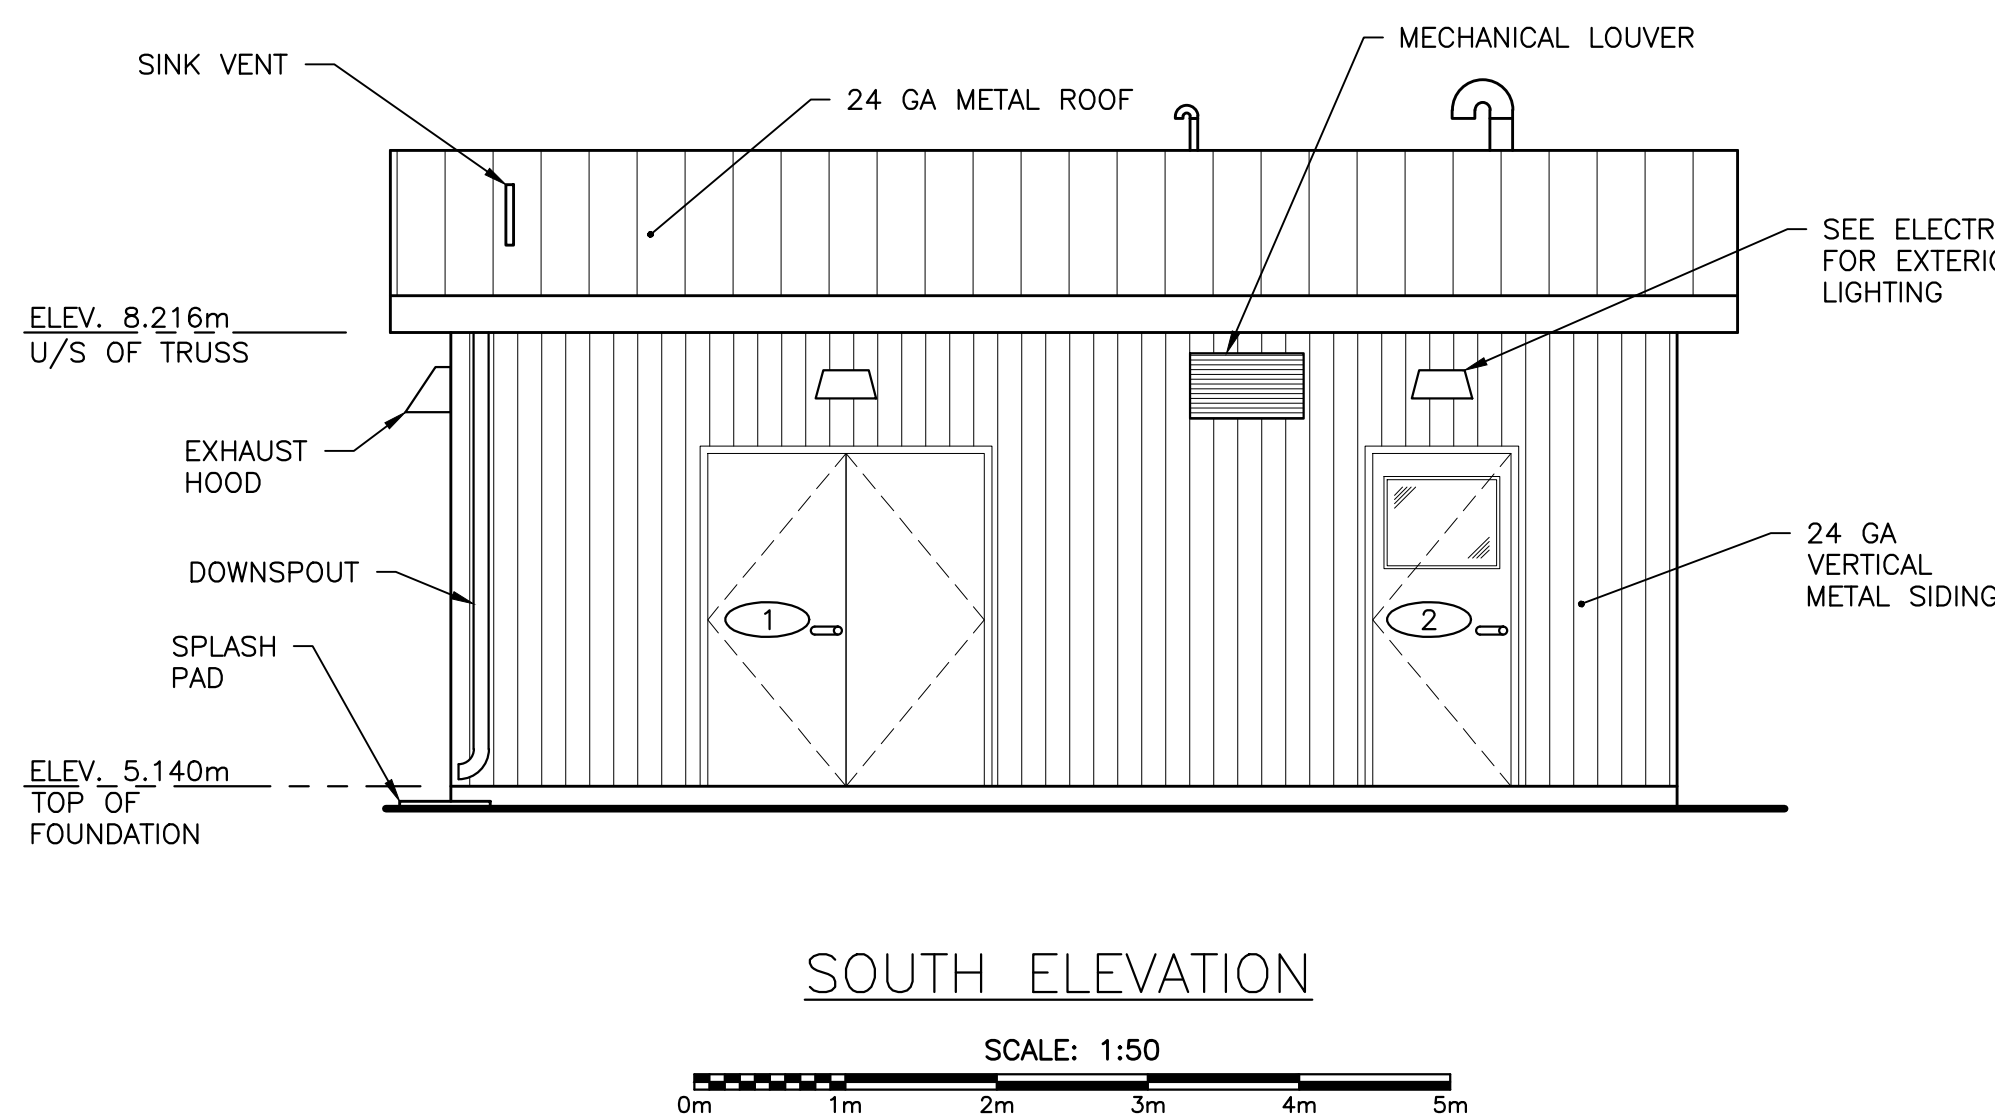 SINK VENT
MECHANICAL LOUVER
24 GA METAL ROOF
SEE ELECTR
FOR EXTERIO
LIGHTING
ELEV. 8.216m
U/S OF TRUSS
EXHAUST
HOOD
24 GA
VERTICAL
METAL SIDING
DOWNSPOUT
1
2
SPLASH
PAD
ELEV. 5.140m
TOP OF
FOUNDATION
SOUTH ELEVATION
SCALE: 1:50
0m 1m 2m 3m 4m 5m